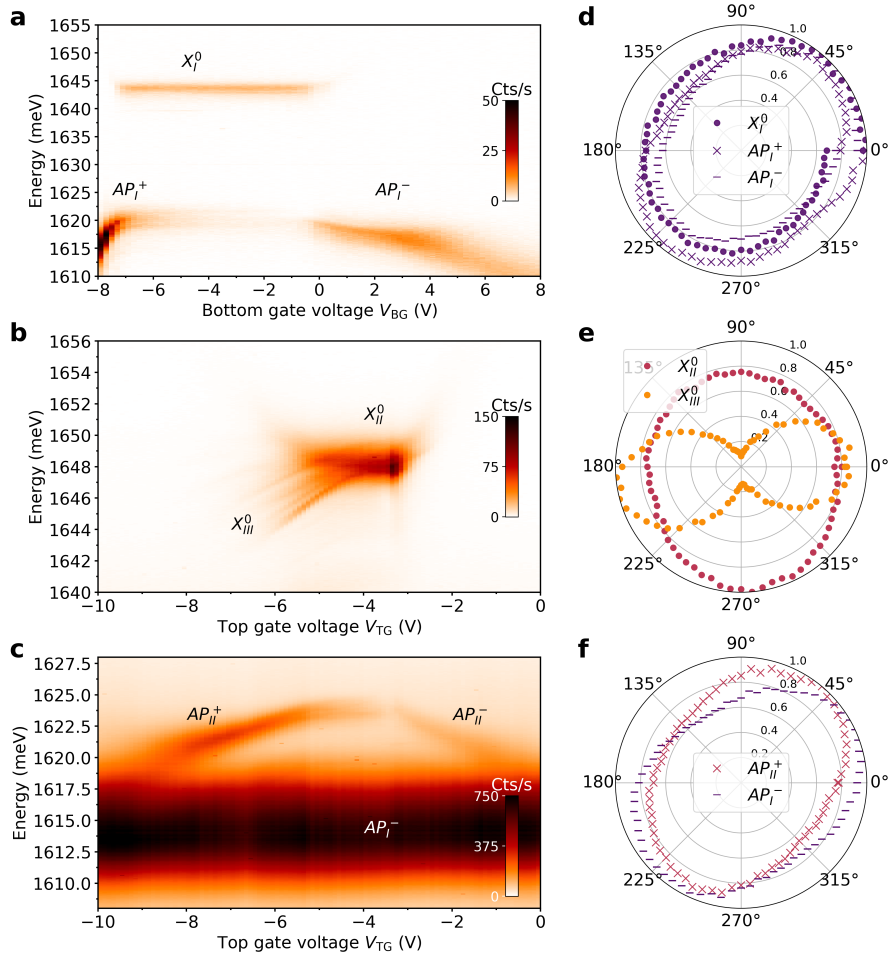 a
1655
1650
1645
1640
1635
1630
1625
1620
1615
1610
Energy (meV)
X_I^0
AP_I^+
AP_I^-
Cts/s
50
25
0
−8 −6 −4 −2 0 2 4 6 8
Bottom gate voltage V_BG (V)
d
90°
135° 45°
180° 0°
225° 315°
270°
1.0
0.8
0.6
0.4
X_I^0
AP_I^+
AP_I^-
b
1656
1654
1652
1650
1648
1646
1644
1642
1640
Energy (meV)
X_II^0
X_III^0
Cts/s
150
75
0
−10 −8 −6 −4 −2 0
Top gate voltage V_TG (V)
e
90°
135° 45°
180° 0°
225° 315°
270°
1.0
0.8
0.6
0.4
0.2
X_II^0
X_III^0
c
1627.5
1625.0
1622.5
1620.0
1617.5
1615.0
1612.5
1610.0
Energy (meV)
AP_II^+
AP_II^-
AP_I^-
Cts/s
750
375
0
−10 −8 −6 −4 −2 0
Top gate voltage V_TG (V)
f
90°
135° 45°
180° 0°
225° 315°
270°
1.0
0.8
0.6
0.4
0.2
AP_II^+
AP_I^-